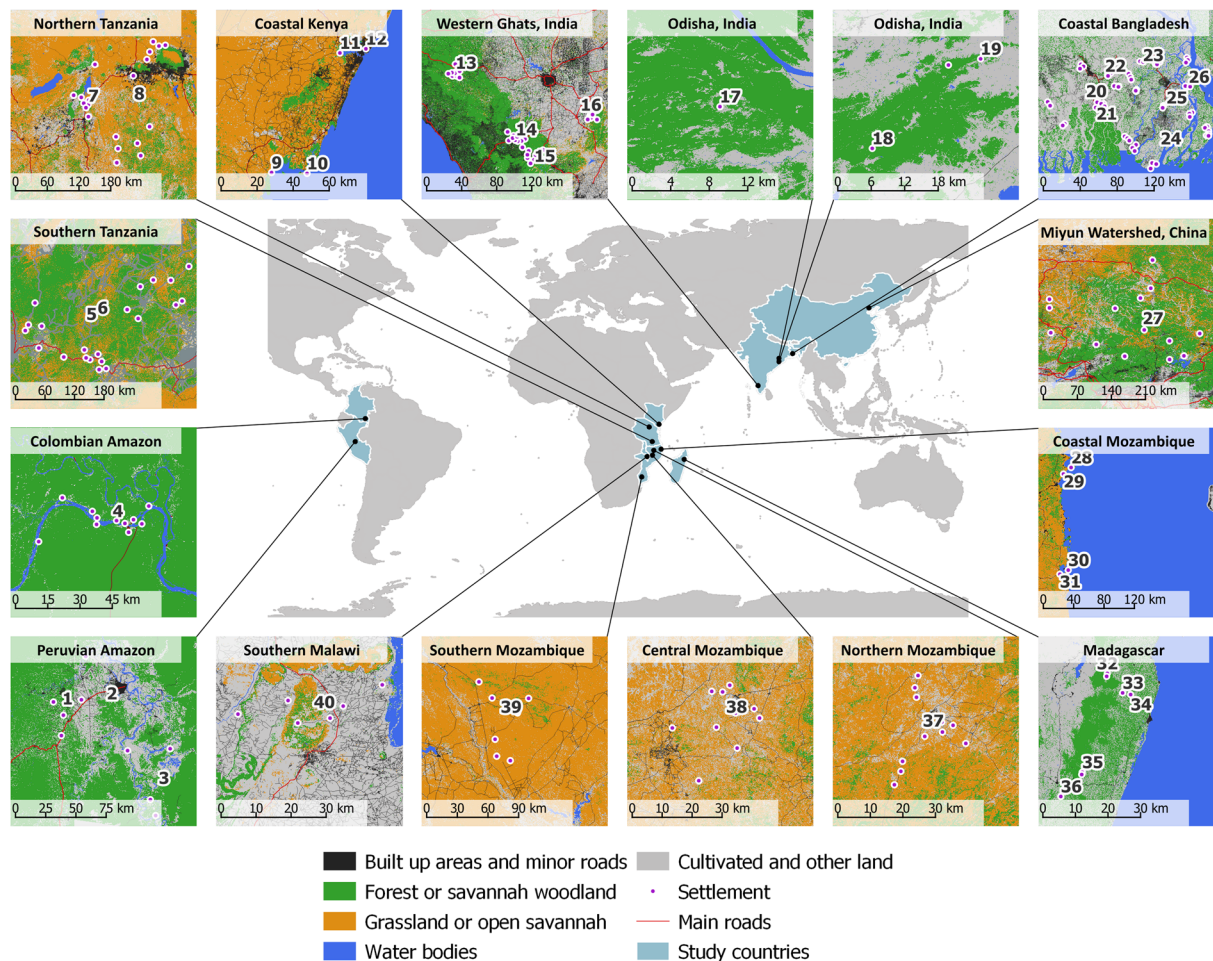 Northern Tanzania
7
8
0 60 120 180 km
Coastal Kenya
11
12
9
10
0 20 40 60 km
Western Ghats, India
13
16
14
15
0 40 80 120 km
Odisha, India
17
0 4 8 12 km
Odisha, India
19
18
0 6 12 18 km
Coastal Bangladesh
23
22
26
20
25
21
24
0 40 80 120 km
Southern Tanzania
5
6
0 60 120 180 km
Miyun Watershed, China
27
0 70 140 210 km
Colombian Amazon
4
0 15 30 45 km
Coastal Mozambique
28
29
30
31
0 40 80 120 km
Peruvian Amazon
1
2
3
0 25 50 75 km
Southern Malawi
40
0 10 20 30 km
Southern Mozambique
39
0 30 60 90 km
Central Mozambique
38
0 10 20 30 km
Northern Mozambique
37
0 10 20 30 km
Madagascar
32
33
34
35
36
0 10 20 30 km
Built up areas and minor roads
Forest or savannah woodland
Grassland or open savannah
Water bodies
Cultivated and other land
Settlement
Main roads
Study countries